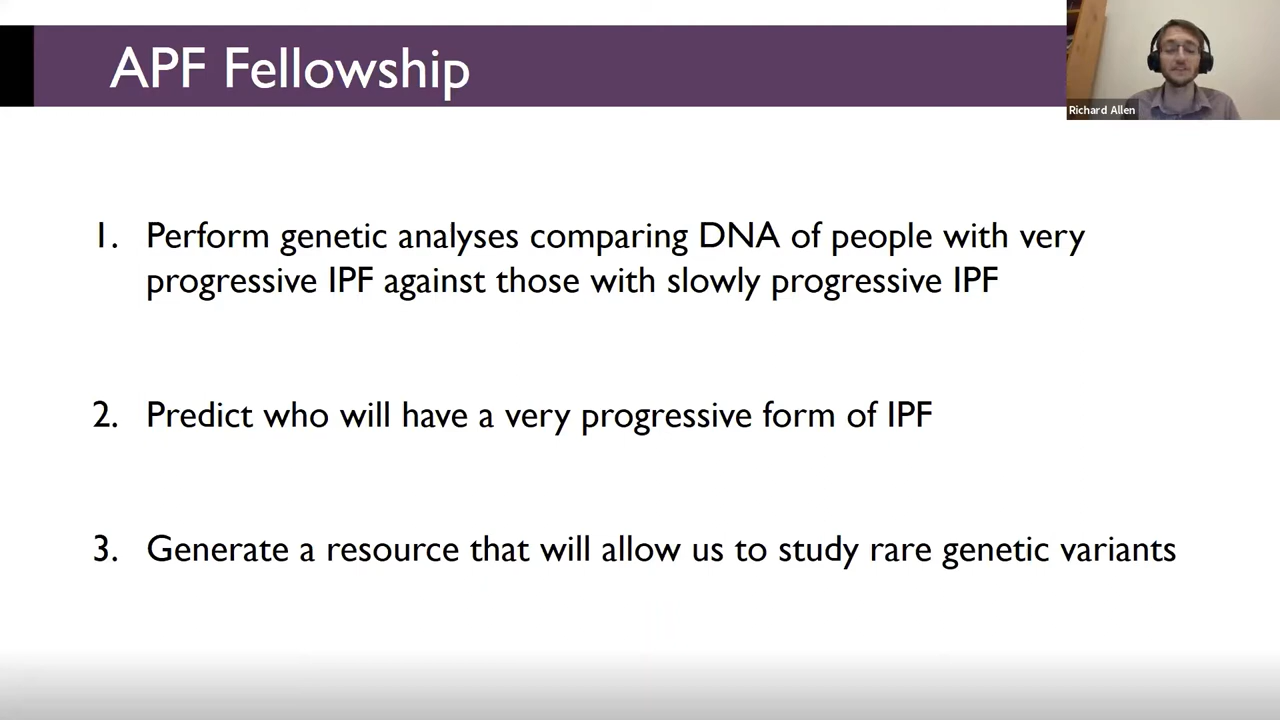 APF Fellowship
Richard Allen
1. Perform genetic analyses comparing DNA of people with very
progressive IPF against those with slowly progressive IPF
2. Predict who will have a very progressive form of IPF
3. Generate a resource that will allow us to study rare genetic variants